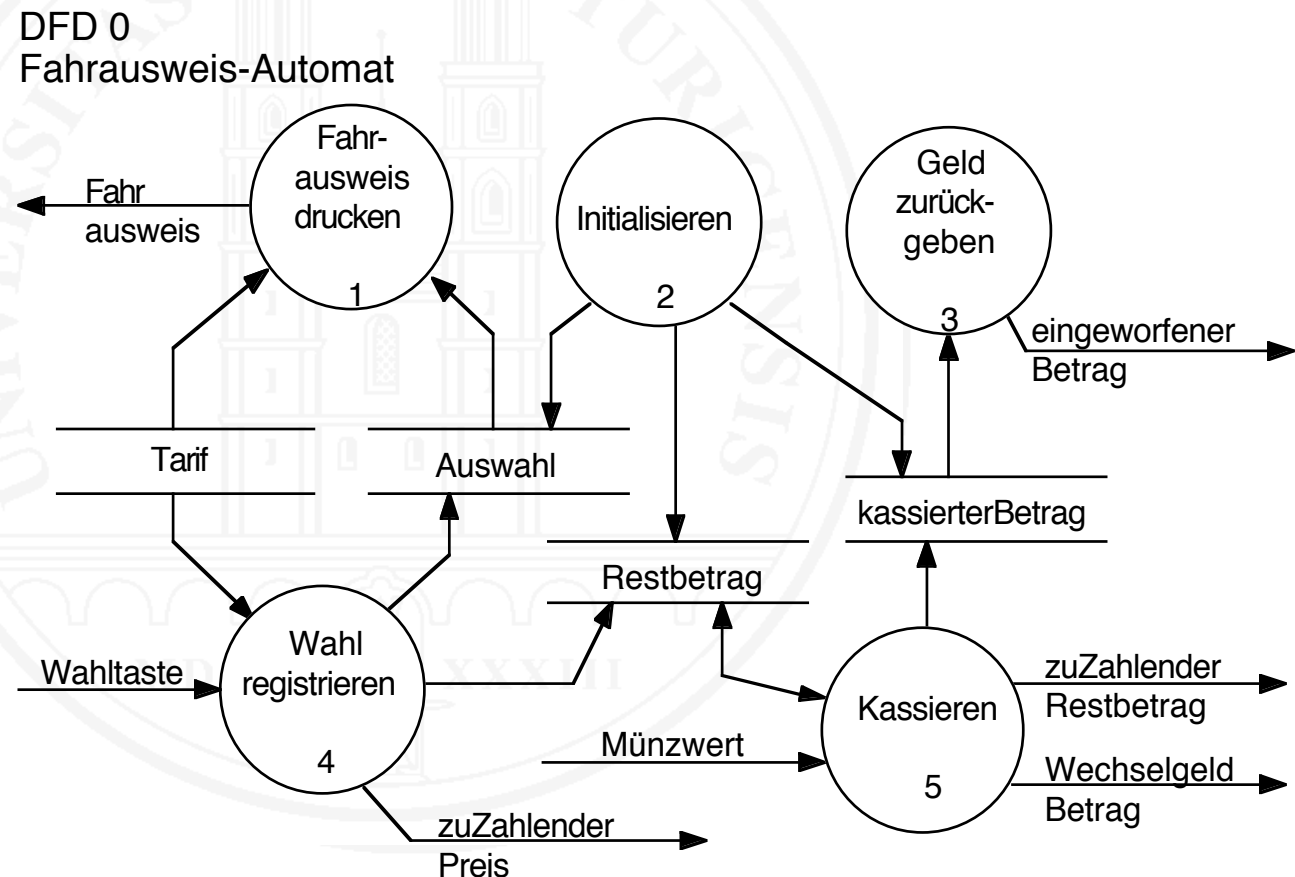 DFD 0
Fahrausweis-Automat
Fahr-
ausweis
drucken
1
Fahr
ausweis
Initialisieren
2
Geld
zurück-
geben
3
eingeworfener
Betrag
Tarif
Auswahl
kassierterBetrag
Restbetrag
Wahltaste
Wahl
registrieren
4
Münzwert
Kassieren
5
zuZahlender
Restbetrag
Wechselgeld
Betrag
zuZahlender
Preis